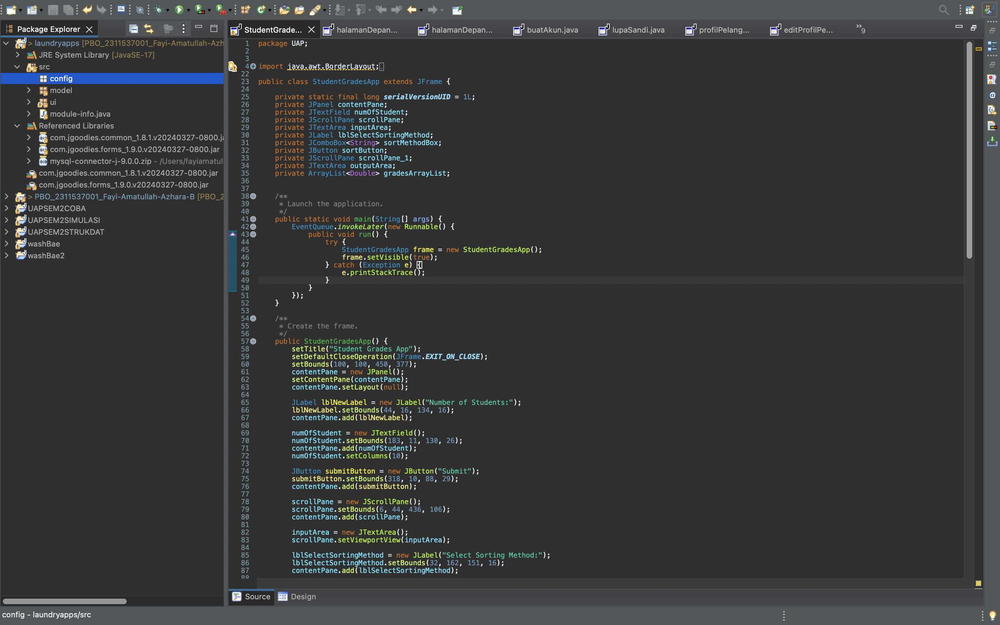 Package Explorer
> laundryapps [PBO_2311537001_Fayi-Amatullah-Azh
JRE System Library [JavaSE-17]
src
config
model
ui
module-info.java
Referenced Libraries
com.jgoodies.common_1.8.1.v20240327-0800.ja
com.jgoodies.forms_1.9.0.v20240327-0800.jar
mysql-connector-j-9.0.0.zip - /Users/fayiamatul
com.jgoodies.common_1.8.1.v20240327-0800.jar
com.jgoodies.forms_1.9.0.v20240327-0800.jar
> PBO_2311537001_Fayi-Amatullah-Azhara-B [PBO_2
UAPSEM2COBA
UAPSEM2SIMULASI
UAPSEM2STRUKDAT
washBae
washBae2
StudentGrade... halamanDepan... halamanDepan... buatAkun.java lupaSandi.java profilPelang... editProfilPe... »9
1 package UAP;
2
3
4 import java.awt.BorderLayout;
22
23 public class StudentGradesApp extends JFrame {
24
25 private static final long serialVersionUID = 1L;
26 private JPanel contentPane;
27 private JTextField numOfStudent;
28 private JScrollPane scrollPane;
29 private JTextArea inputArea;
30 private JLabel lblSelectSortingMethod;
31 private JComboBox<String> sortMethodBox;
32 private JButton sortButton;
33 private JScrollPane scrollPane_1;
34 private JTextArea outputArea;
35 private ArrayList<Double> gradesArrayList;
36
37
38 /**
39 * Launch the application.
40 */
41 public static void main(String[] args) {
42 EventQueue.invokeLater(new Runnable() {
43 public void run() {
44 try {
45 StudentGradesApp frame = new StudentGradesApp();
46 frame.setVisible(true);
47 } catch (Exception e) {
48 e.printStackTrace();
49 }
50 }
51 });
52 }
53
54 /**
55 * Create the frame.
56 */
57 public StudentGradesApp() {
58 setTitle("Student Grades App");
59 setDefaultCloseOperation(JFrame.EXIT_ON_CLOSE);
60 setBounds(100, 100, 450, 377);
61 contentPane = new JPanel();
62 setContentPane(contentPane);
63 contentPane.setLayout(null);
64
65 JLabel lblNewLabel = new JLabel("Number of Students:");
66 lblNewLabel.setBounds(44, 16, 134, 16);
67 contentPane.add(lblNewLabel);
68
69 numOfStudent = new JTextField();
70 numOfStudent.setBounds(183, 11, 130, 26);
71 contentPane.add(numOfStudent);
72 numOfStudent.setColumns(10);
73
74 JButton submitButton = new JButton("Submit");
75 submitButton.setBounds(318, 10, 88, 29);
76 contentPane.add(submitButton);
77
78 scrollPane = new JScrollPane();
79 scrollPane.setBounds(6, 44, 436, 106);
80 contentPane.add(scrollPane);
81
82 inputArea = new JTextArea();
83 scrollPane.setViewportView(inputArea);
84
85 lblSelectSortingMethod = new JLabel("Select Sorting Method:");
86 lblSelectSortingMethod.setBounds(32, 162, 151, 16);
87 contentPane.add(lblSelectSortingMethod);
88
Source Design
config - laundryapps/src